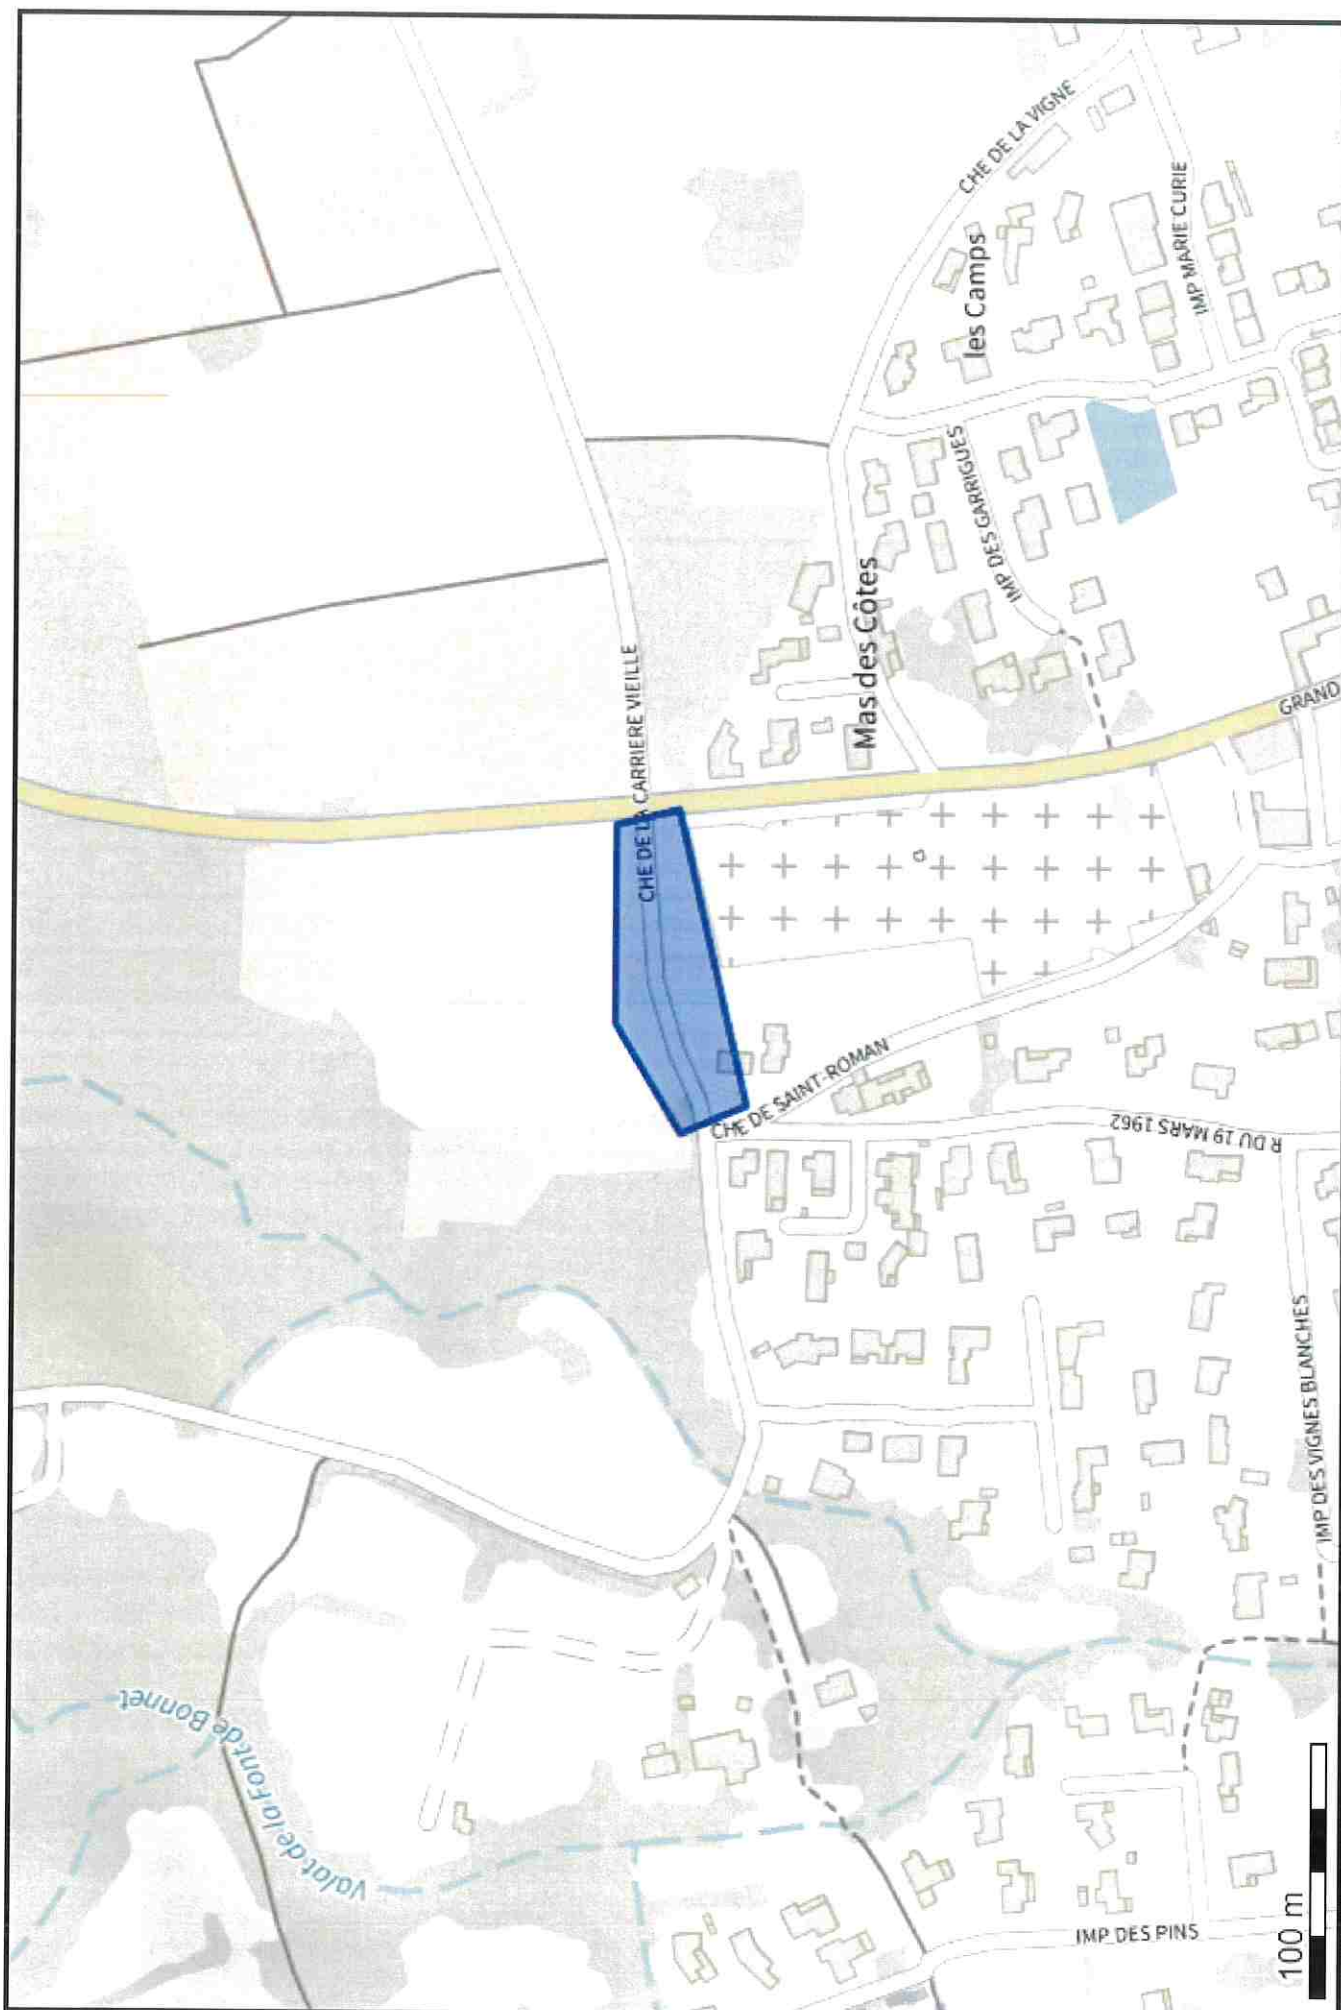 CHE DE LA VIGNE
les Camps
IMP MARIE CURIE
IMP DES GARRIGUES
Mas des Côtes
CHE DE LA CARRIERE VIEILLE
GRAND
CHE DE SAINT-ROMAN
R DU 19 MARS 1962
IMP DES VIGNES BLANCHES
Valat de la Font de Bonnet
IMP DES PINS
100 m